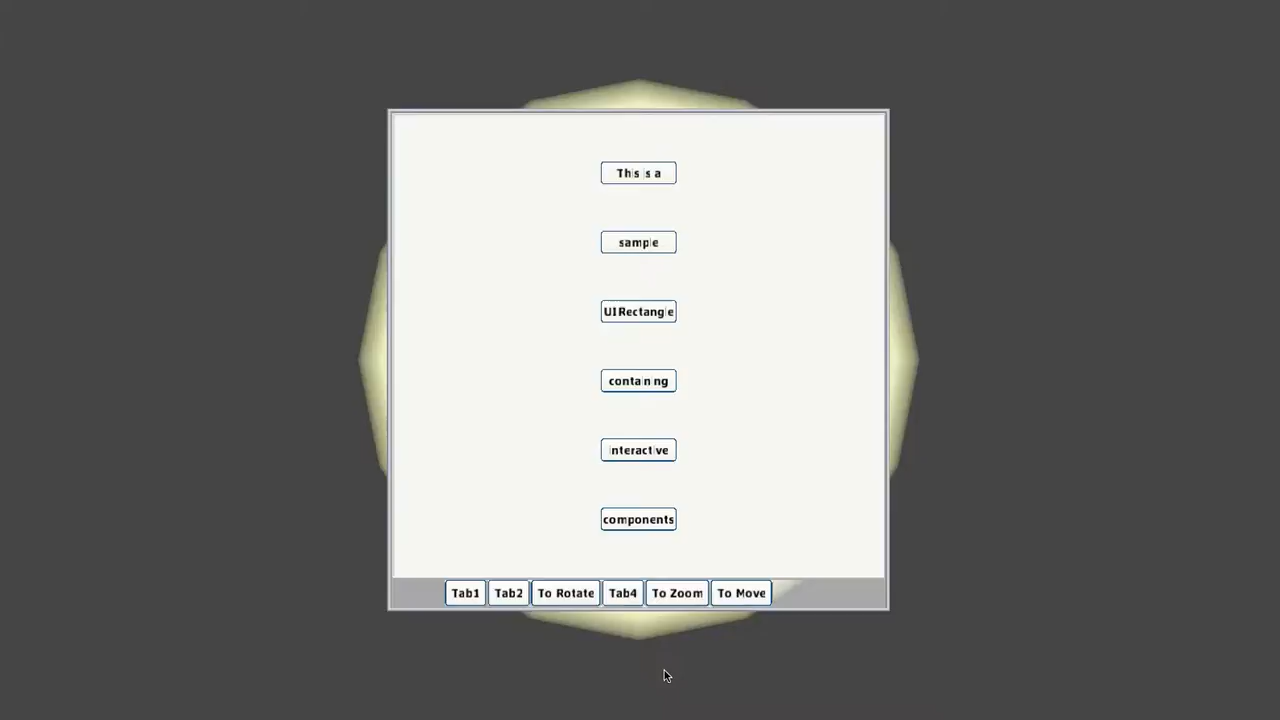 This is a
sample
UIRectangle
containing
interactive
components
Tab1 Tab2 To Rotate Tab4 To Zoom To Move